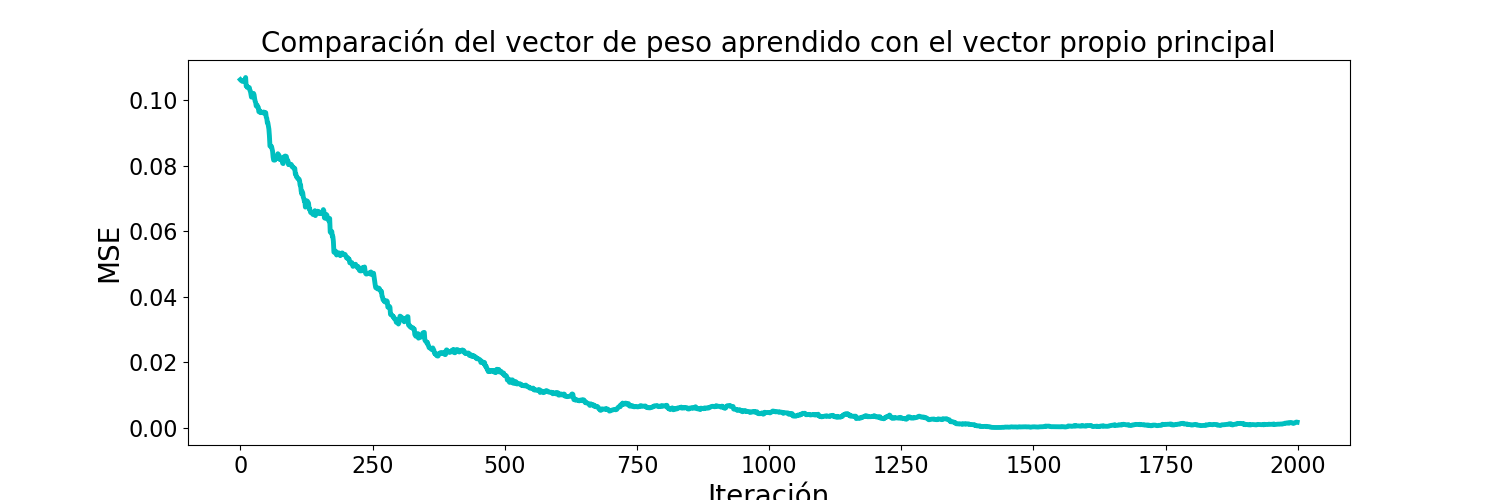 Comparación del vector de peso aprendido con el vector propio principal
MSE
0.10
0.08
0.06
0.04
0.02
0.00
0 250 500 750 1000 1250 1500 1750 2000
Iteración